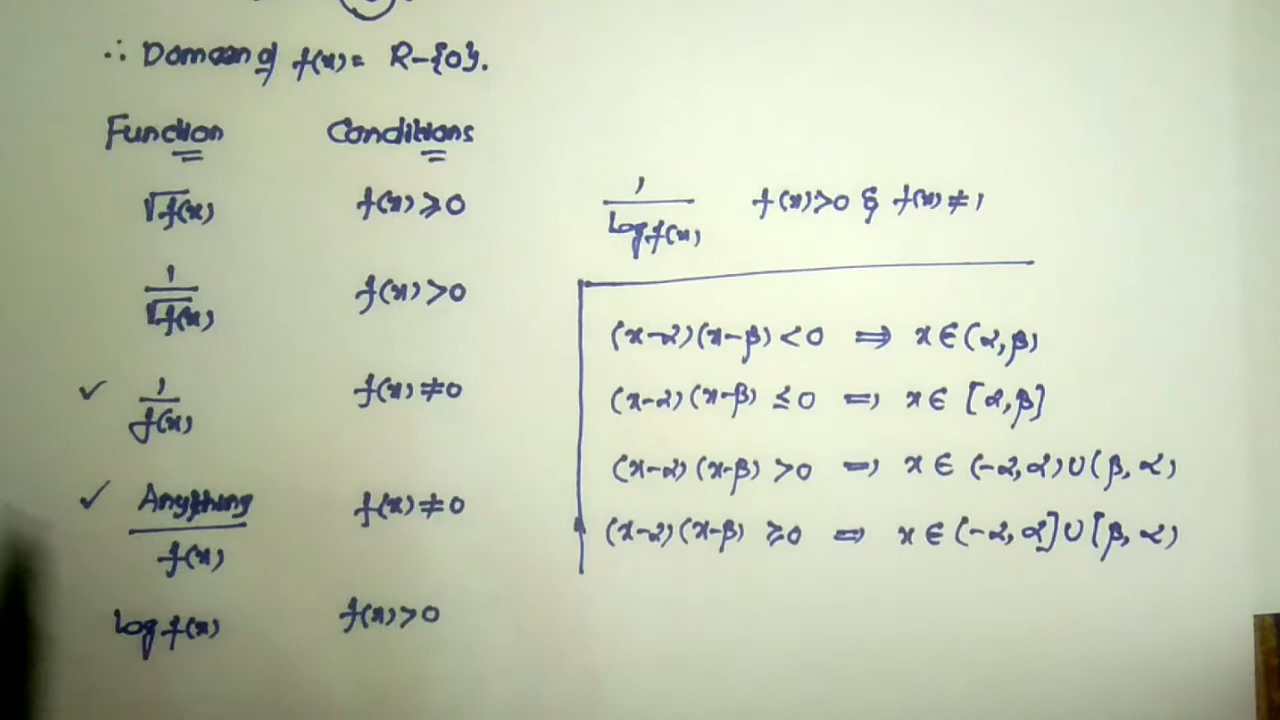 ∴ Domain of f(x) = R-{0}.
Function Conditions
√f(x) f(x) ≥ 0
1/√f(x) f(x) > 0
✓ 1/f(x) f(x) ≠ 0
✓ Anything/f(x) f(x) ≠ 0
log f(x) f(x) > 0
1/log f(x) f(x) > 0 & f(x) ≠ 1
(x-α)(x-β) < 0 ⇒ x ∈ (α, β)
(x-α)(x-β) ≤ 0 ⇒ x ∈ [α, β]
(x-α)(x-β) > 0 ⇒ x ∈ (-∞, α) ∪ (β, ∞)
(x-α)(x-β) ≥ 0 ⇒ x ∈ (-∞, α] ∪ [β, ∞)